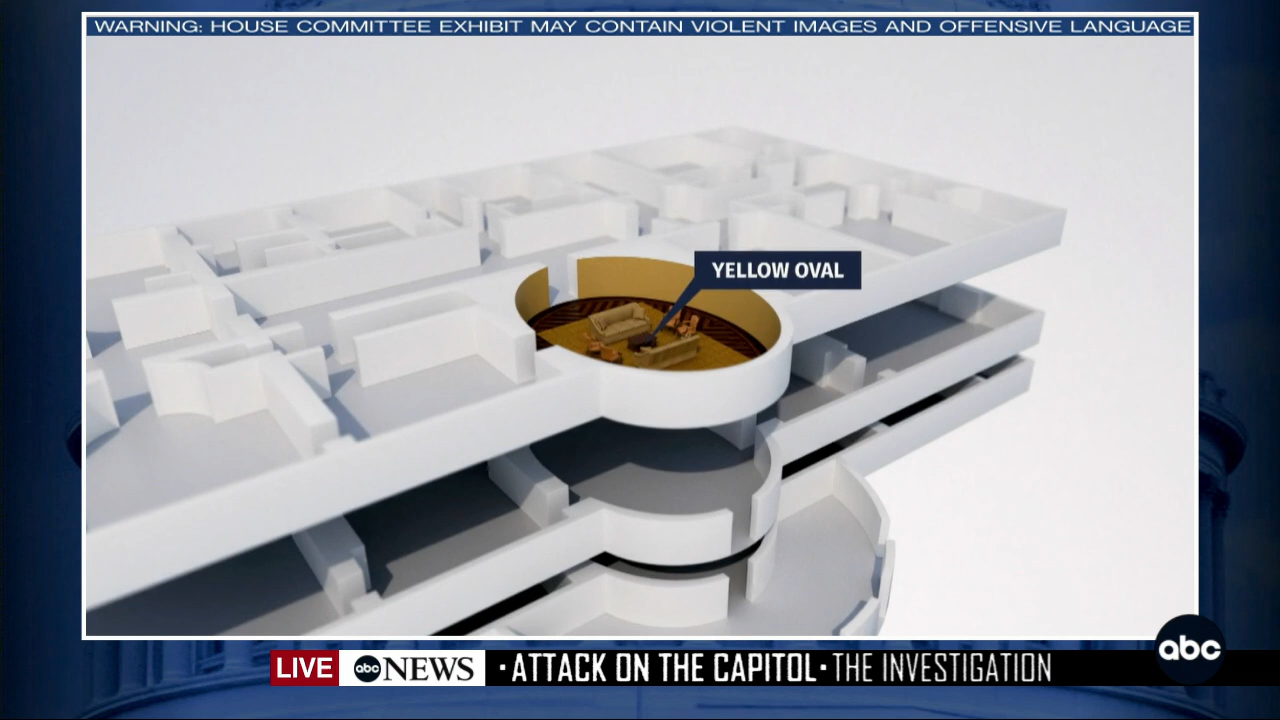 WARNING: HOUSE COMMITTEE EXHIBIT MAY CONTAIN VIOLENT IMAGES AND OFFENSIVE LANGUAGE
YELLOW OVAL
abc
LIVE abc NEWS • ATTACK ON THE CAPITOL • THE INVESTIGATION